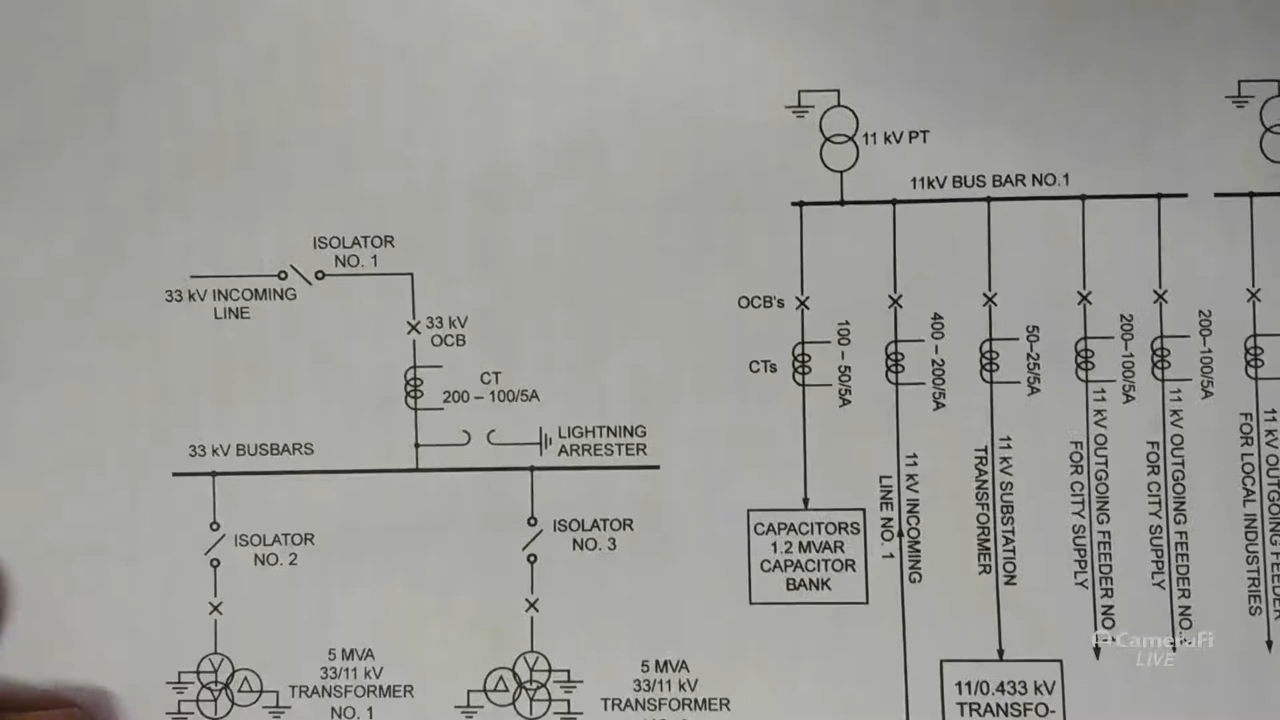 11 kV PT
11kV BUS BAR NO.1
ISOLATOR
NO. 1
33 kV INCOMING
LINE
33 kV
OCB
CT
200 – 100/5A
LIGHTNING
ARRESTER
33 kV BUSBARS
ISOLATOR
NO. 2
ISOLATOR
NO. 3
5 MVA
33/11 kV
TRANSFORMER
NO. 1
5 MVA
33/11 kV
TRANSFORMER
OCB's
CTs
100 – 50/5A
400 – 200/5A
50–25/5A
200–100/5A
200–100/5A
CAPACITORS
1.2 MVAR
CAPACITOR
BANK
11 kV INCOMING
LINE NO. 1
11 kV SUBSTATION
TRANSFORMER
11 kV OUTGOING FEEDER NO.
FOR CITY SUPPLY
11 kV OUTGOING FEEDER NO.
FOR CITY SUPPLY
11 kV OUTGOING FEEDER
FOR LOCAL INDUSTRIES
11/0.433 kV
TRANSFO-
CameraFi
LIVE
Y
Y
Δ
Δ
Y
Y